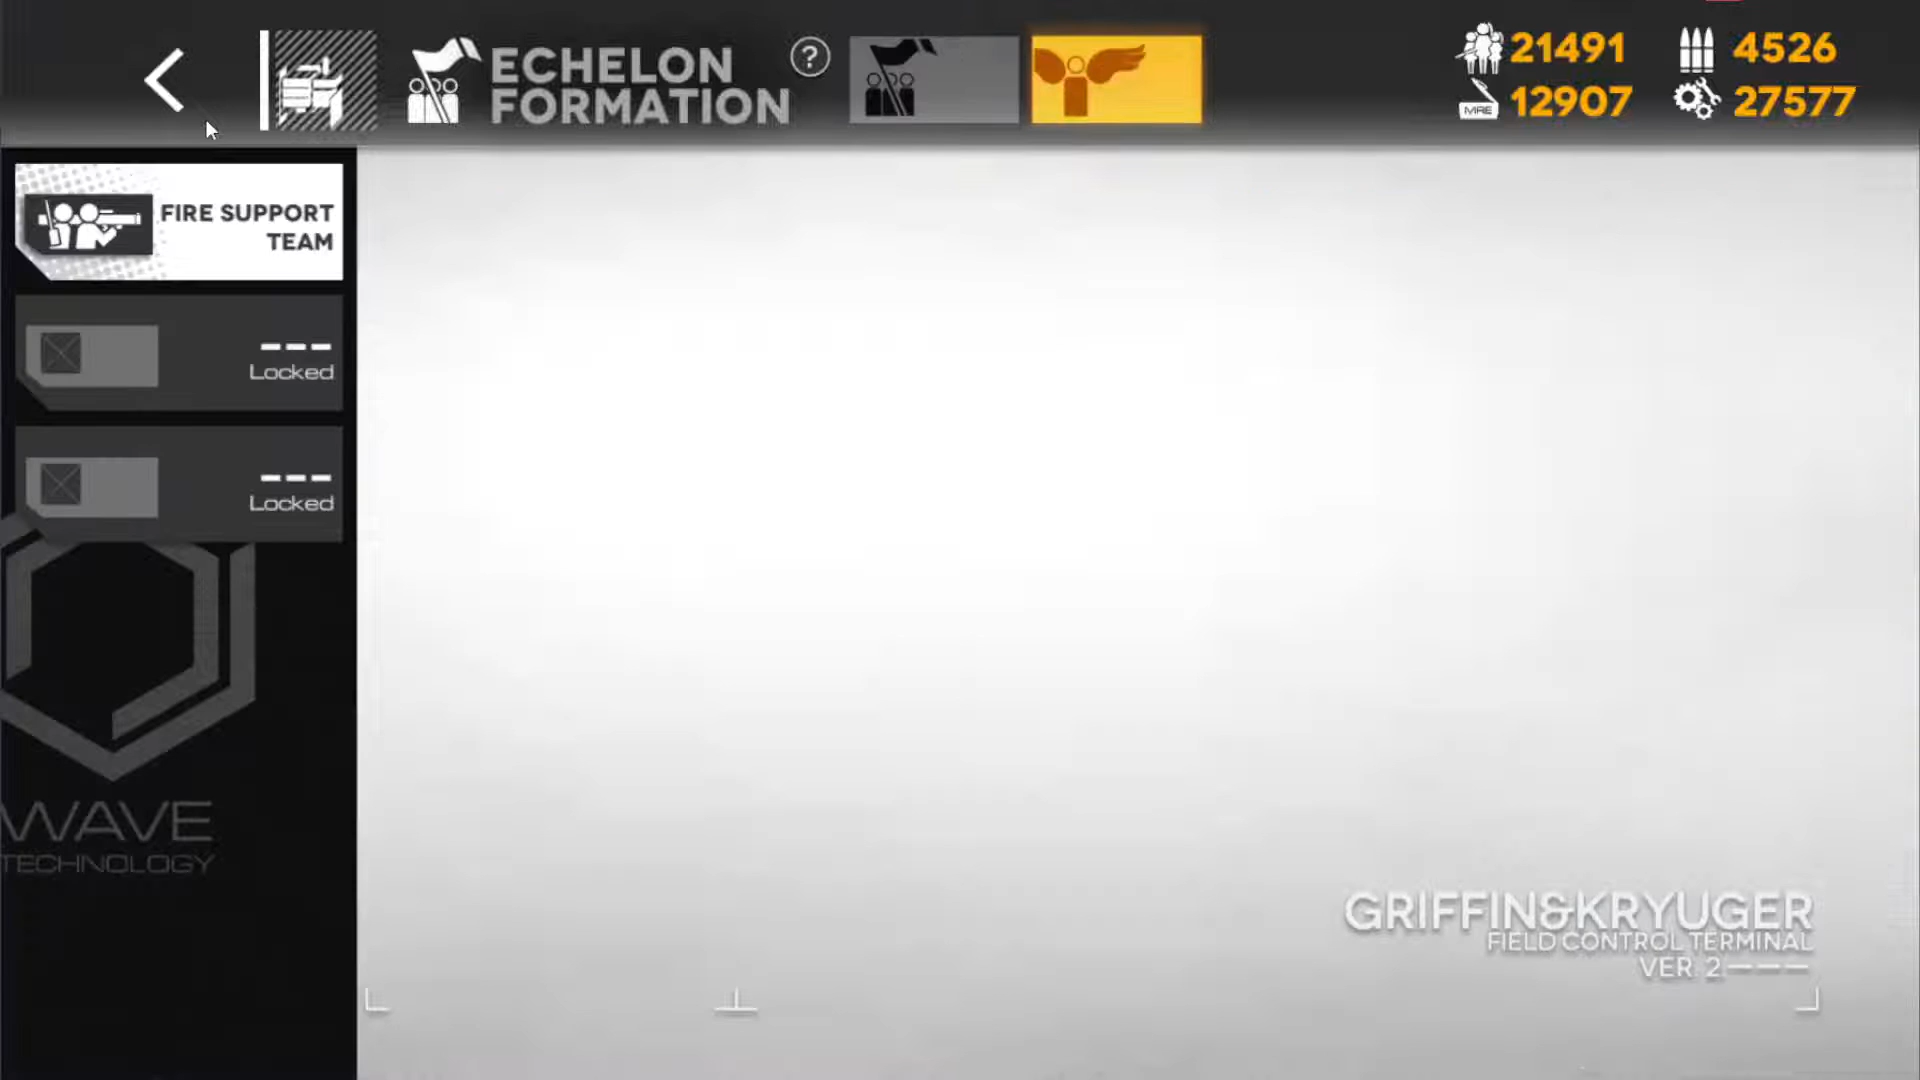 ECHELON
FORMATION
?
21491
4526
MRE
12907
27577
FIRE SUPPORT
TEAM
---
Locked
---
Locked
WAVE
TECHNOLOGY
GRIFFIN&KRYUGER
FIELD CONTROL TERMINAL
VER. 2.---